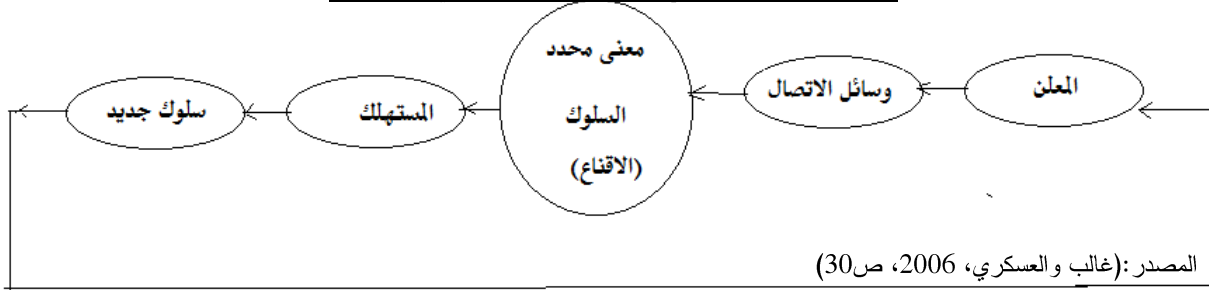 المعلن
وسائل الاتصال
معنى محدد
السلوك
(الاقناع)
المستهلك
سلوك جديد
المصدر :(غالب والعسكري، 2006، ص30)